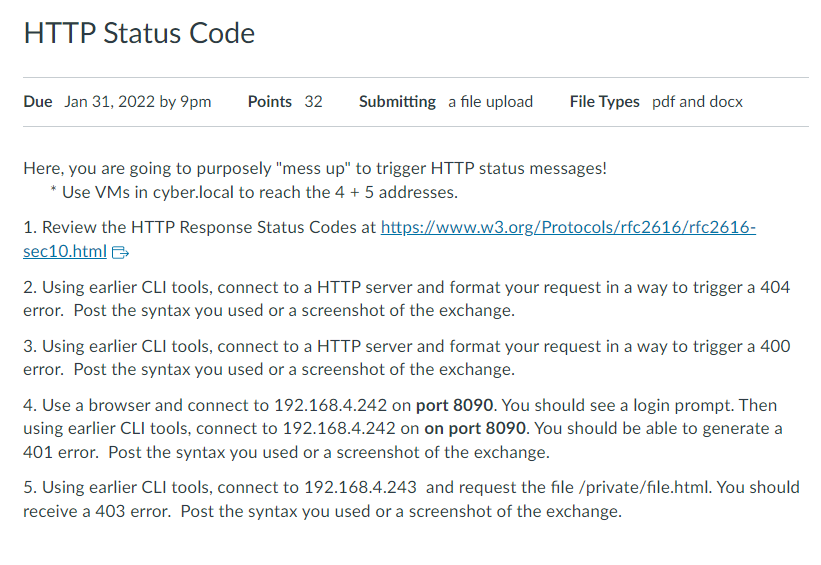 HTTP Status Code
Due Jan 31, 2022 by 9pm Points 32 Submitting a file upload File Types pdf and docx
Here, you are going to purposely "mess up" to trigger HTTP status messages!
* Use VMs in cyber.local to reach the 4 + 5 addresses.
1. Review the HTTP Response Status Codes at https://www.w3.org/Protocols/rfc2616/rfc2616-
sec10.html
2. Using earlier CLI tools, connect to a HTTP server and format your request in a way to trigger a 404
error. Post the syntax you used or a screenshot of the exchange.
3. Using earlier CLI tools, connect to a HTTP server and format your request in a way to trigger a 400
error. Post the syntax you used or a screenshot of the exchange.
4. Use a browser and connect to 192.168.4.242 on port 8090. You should see a login prompt. Then
using earlier CLI tools, connect to 192.168.4.242 on on port 8090. You should be able to generate a
401 error. Post the syntax you used or a screenshot of the exchange.
5. Using earlier CLI tools, connect to 192.168.4.243 and request the file /private/file.html. You should
receive a 403 error. Post the syntax you used or a screenshot of the exchange.